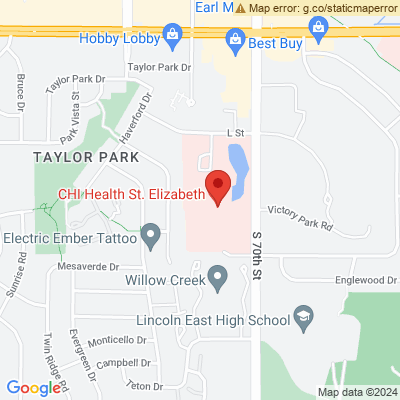 Earl M
Map error: g.co/staticmaperror
Hobby Lobby
Best Buy
Taylor Park Dr
Taylor Park Dr
Bruce Dr
Park Vista St
Haverford Dr
L St
TAYLOR PARK
CHI Health St. Elizabeth
Victory Park Rd
S 70th St
Electric Ember Tattoo
Mesaverde Dr
Sunrise Rd
Willow Creek
Englewood Dr
Lincoln East High School
Twin Ridge Rd
Evergreen Dr
Monticello Dr
Campbell Dr
Teton Dr
Google
Map data ©2024